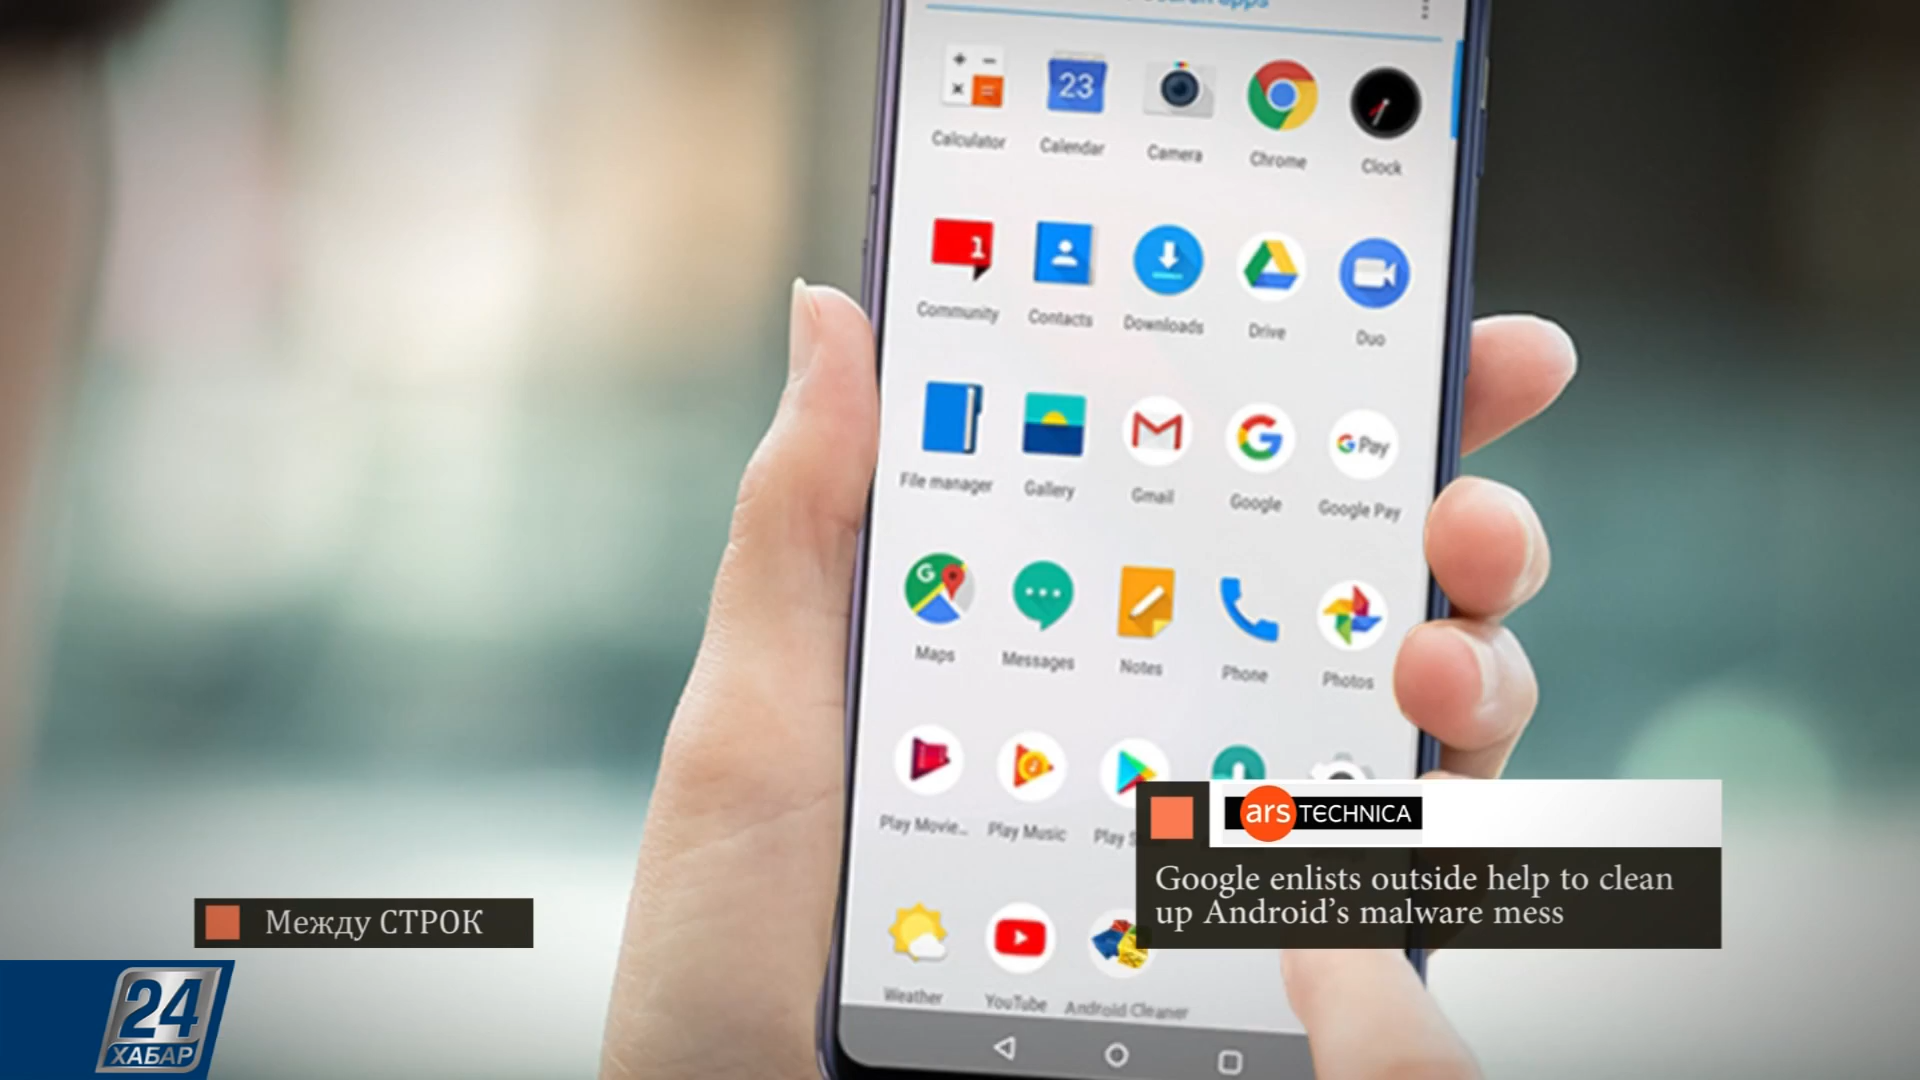 Calculator
Calendar
Camera
Chrome
Clock
23
Community
Contacts
Downloads
Drive
Duo
1
File manager
Gallery
Gmail
Google
Google Pay
G Pay
Maps
Messages
Notes
Phone
Photos
Play Movie...
Play Music
Play
Weather
YouTube
Android Cleaner
ars TECHNICA
Google enlists outside help to clean
up Android’s malware mess
Между СТРОК
24
ХАБАР